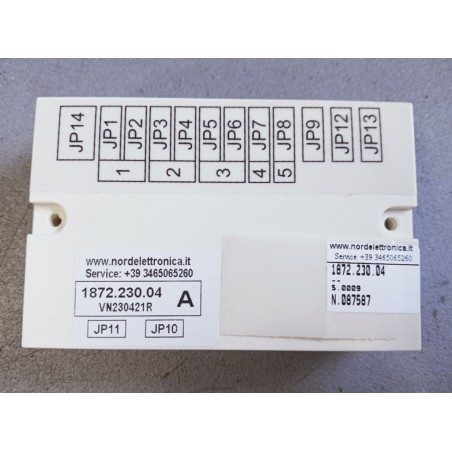 JP14 JP1 JP2 JP3 JP4 JP5 JP6 JP7 JP8 JP9 JP12 JP13
1 2 3 4 5
www.nordelettronica.it
Service: +39 3465065260
1872.230.04 A
VN230421R
JP11 JP10
www.nordelettronica.it
Service: +39 3465065260
1872.230.04
--
S.0009
N.087587